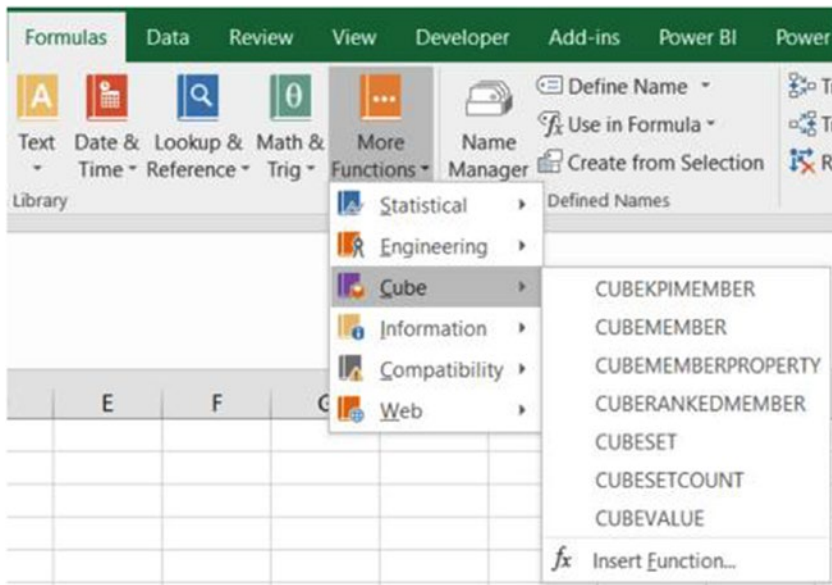 Formulas Data Review View Developer Add-ins Power BI Power
A θ
Text Date & Lookup & Math & More Name
Time Reference Trig Functions Manager
Define Name
Use in Formula
Create from Selection
Library Defined Names
Statistical
Engineering
Cube
Information
Compatibility
Web
CUBEKPIMEMBER
CUBEMEMBER
CUBEMEMBERPROPERTY
CUBERANKEDMEMBER
CUBESET
CUBESETCOUNT
CUBEVALUE
fx Insert Function...
E F